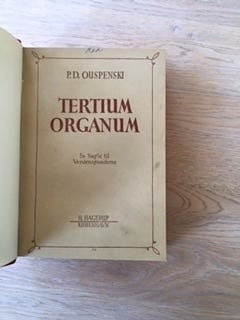 P.D. OUSPENSKI
TERTIUM
ORGANUM
En Nøgle til
Verdensgaaderne
H. HAGERUP
KØBENHAVN